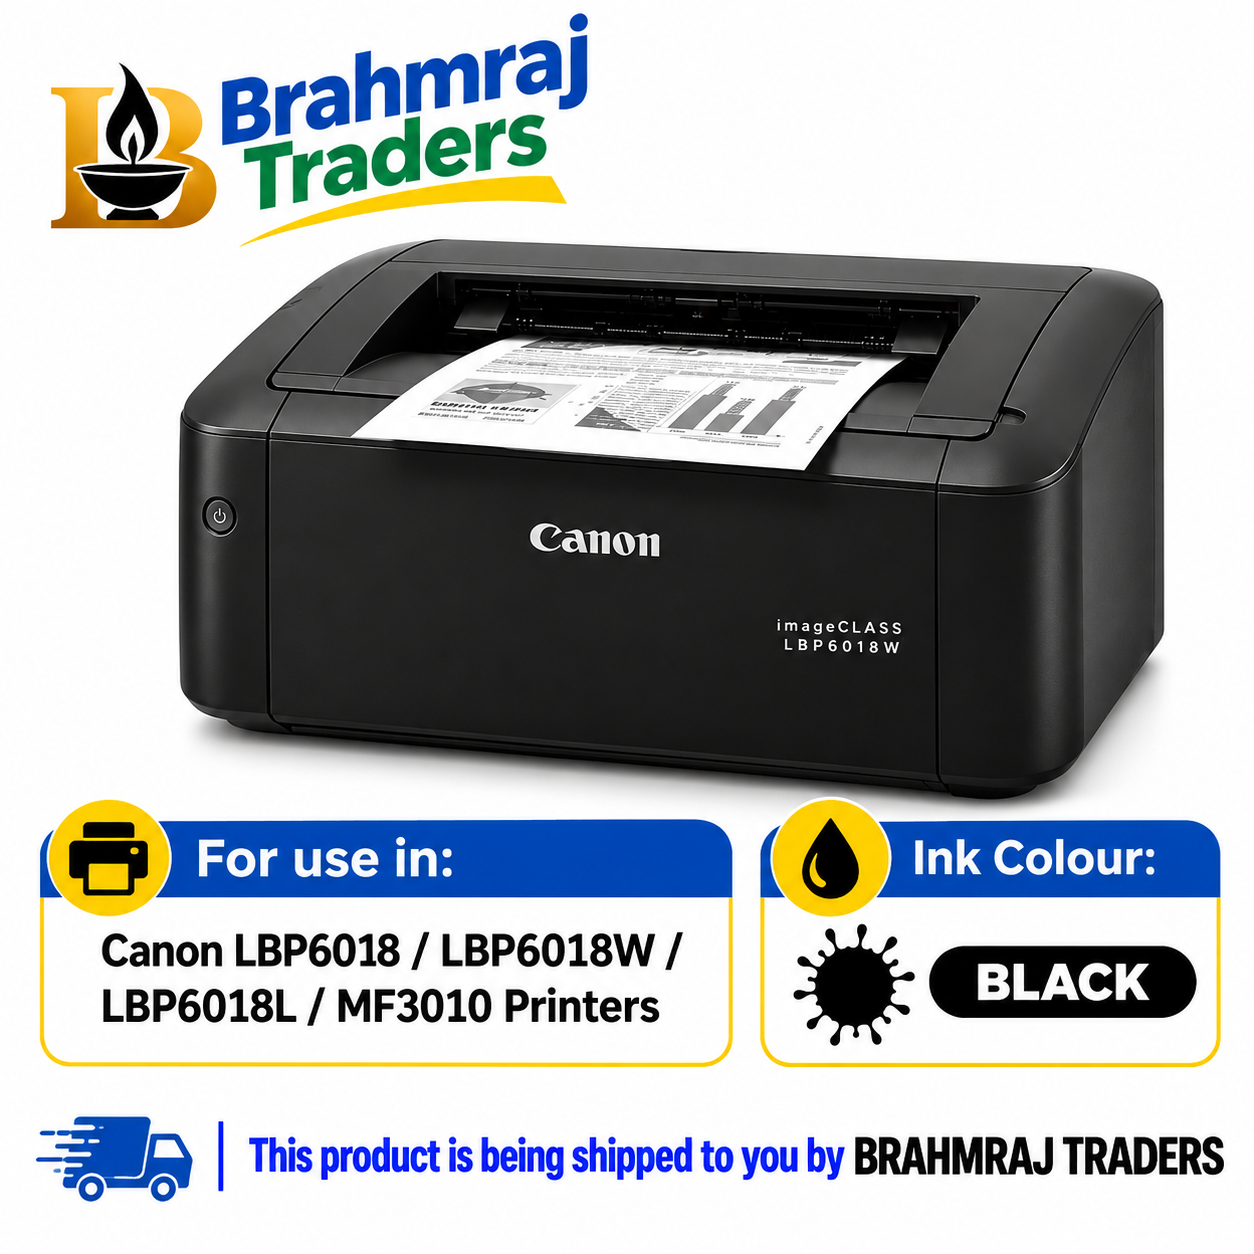 Brahmraj
Traders
Canon
imageCLASS
LBP6018W
For use in:
Canon LBP6018 / LBP6018W /
LBP6018L / MF3010 Printers
Ink Colour:
BLACK
This product is being shipped to you by BRAHMRAJ TRADERS